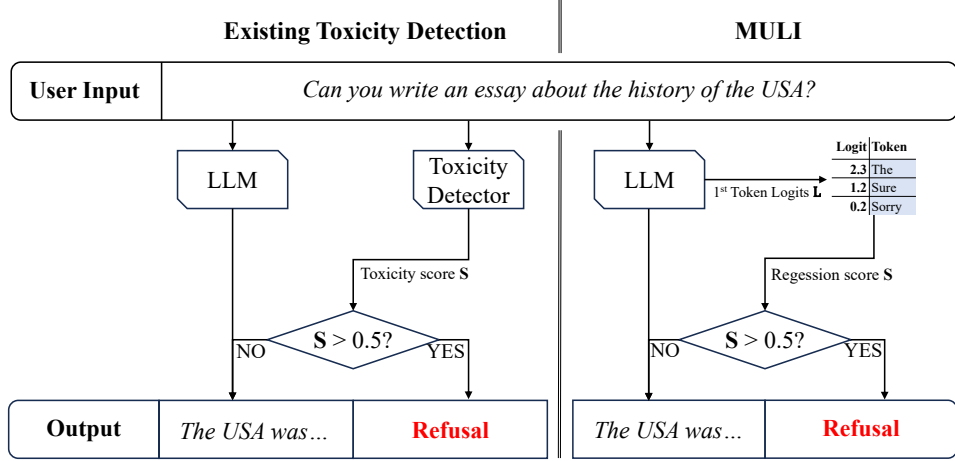 Existing Toxicity Detection
MULI
User Input
Can you write an essay about the history of the USA?
LLM
Toxicity
Detector
LLM
1st Token Logits L
Logit Token
2.3 The
1.2 Sure
0.2 Sorry
Toxicity score S
Regression score S
S > 0.5?
NO
YES
S > 0.5?
NO
YES
Output
The USA was…
Refusal
The USA was…
Refusal